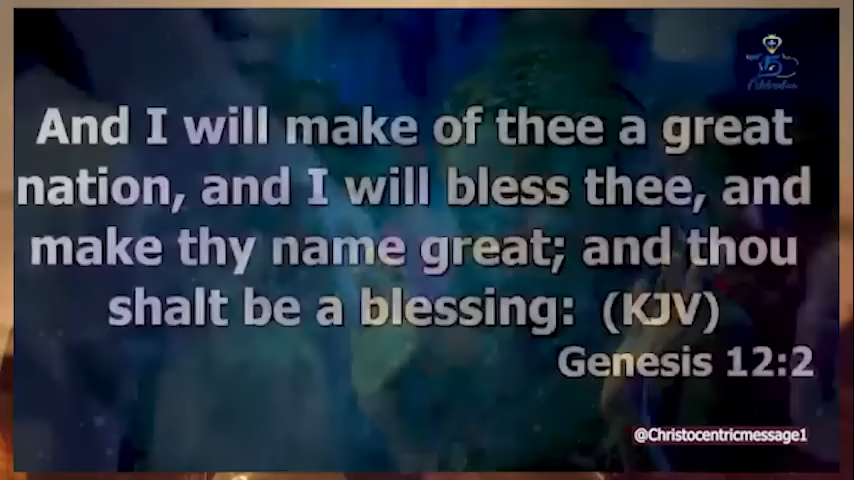 And I will make of thee a great
nation, and I will bless thee, and
make thy name great; and thou
shalt be a blessing: (KJV)
Genesis 12:2
@Christocentricmessage1